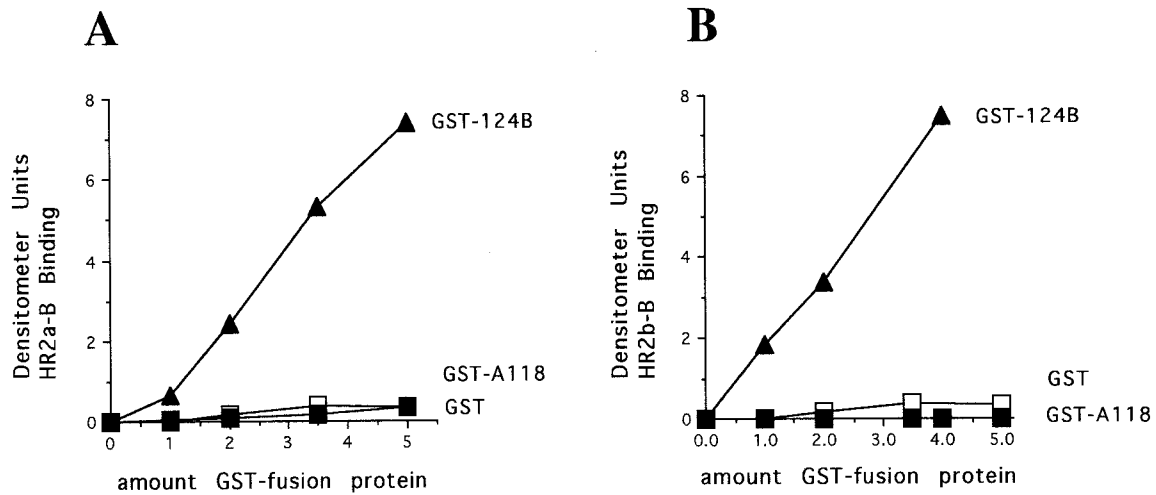 A
B
8
6
4
2
0
Densitometer Units
HR2a-B Binding
GST-124B
GST-A118
GST
0 1 2 3 4 5
amount GST-fusion protein
8
6
4
2
0
Densitometer Units
HR2b-B Binding
GST-124B
GST
GST-A118
0.0 1.0 2.0 3.0 4.0 5.0
amount GST-fusion protein